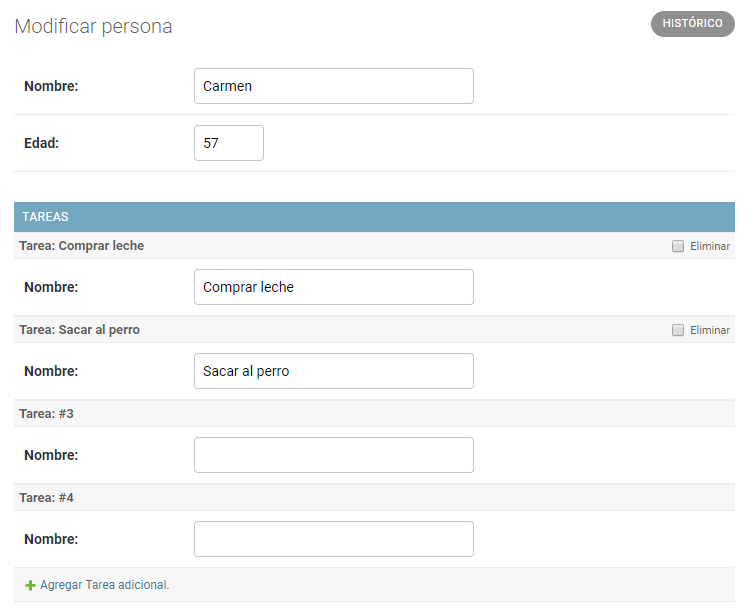 Modificar persona
HISTÓRICO
Nombre:
Carmen
Edad:
57
TAREAS
Tarea: Comprar leche
Eliminar
Nombre:
Comprar leche
Tarea: Sacar al perro
Eliminar
Nombre:
Sacar al perro
Tarea: #3
Nombre:
Tarea: #4
Nombre:
Agregar Tarea adicional.